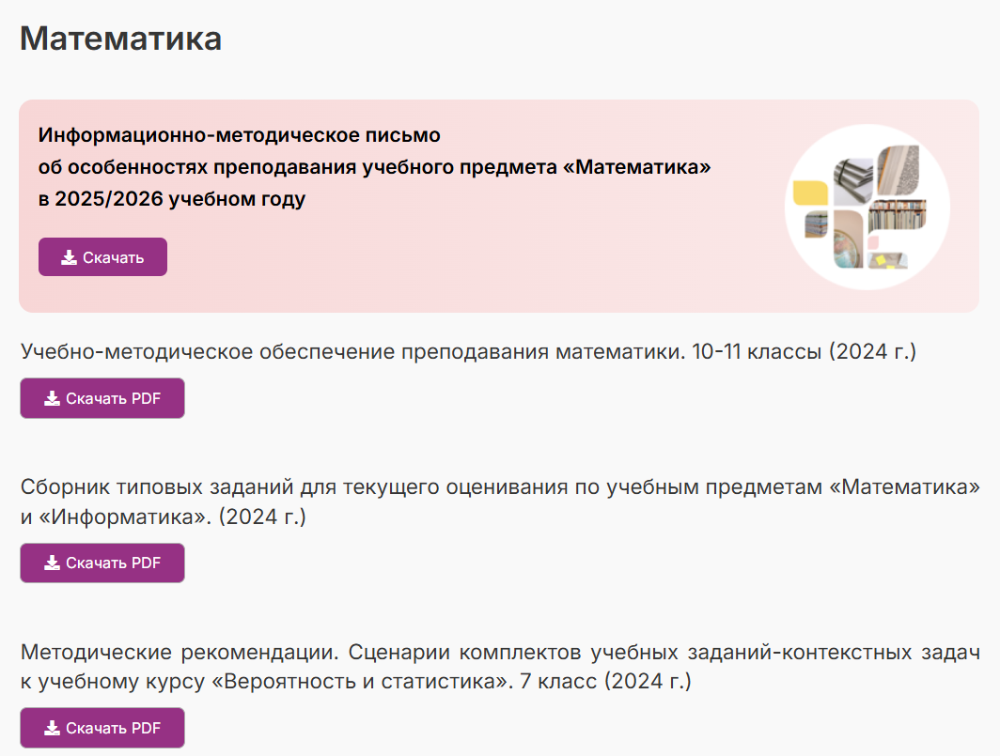 Математика
Информационно-методическое письмо
об особенностях преподавания учебного предмета «Математика»
в 2025/2026 учебном году
Скачать
Учебно-методическое обеспечение преподавания математики. 10-11 классы (2024 г.)
Скачать PDF
Сборник типовых заданий для текущего оценивания по учебным предметам «Математика»
и «Информатика». (2024 г.)
Скачать PDF
Методические рекомендации. Сценарии комплектов учебных заданий-контекстных задач
к учебному курсу «Вероятность и статистика». 7 класс (2024 г.)
Скачать PDF